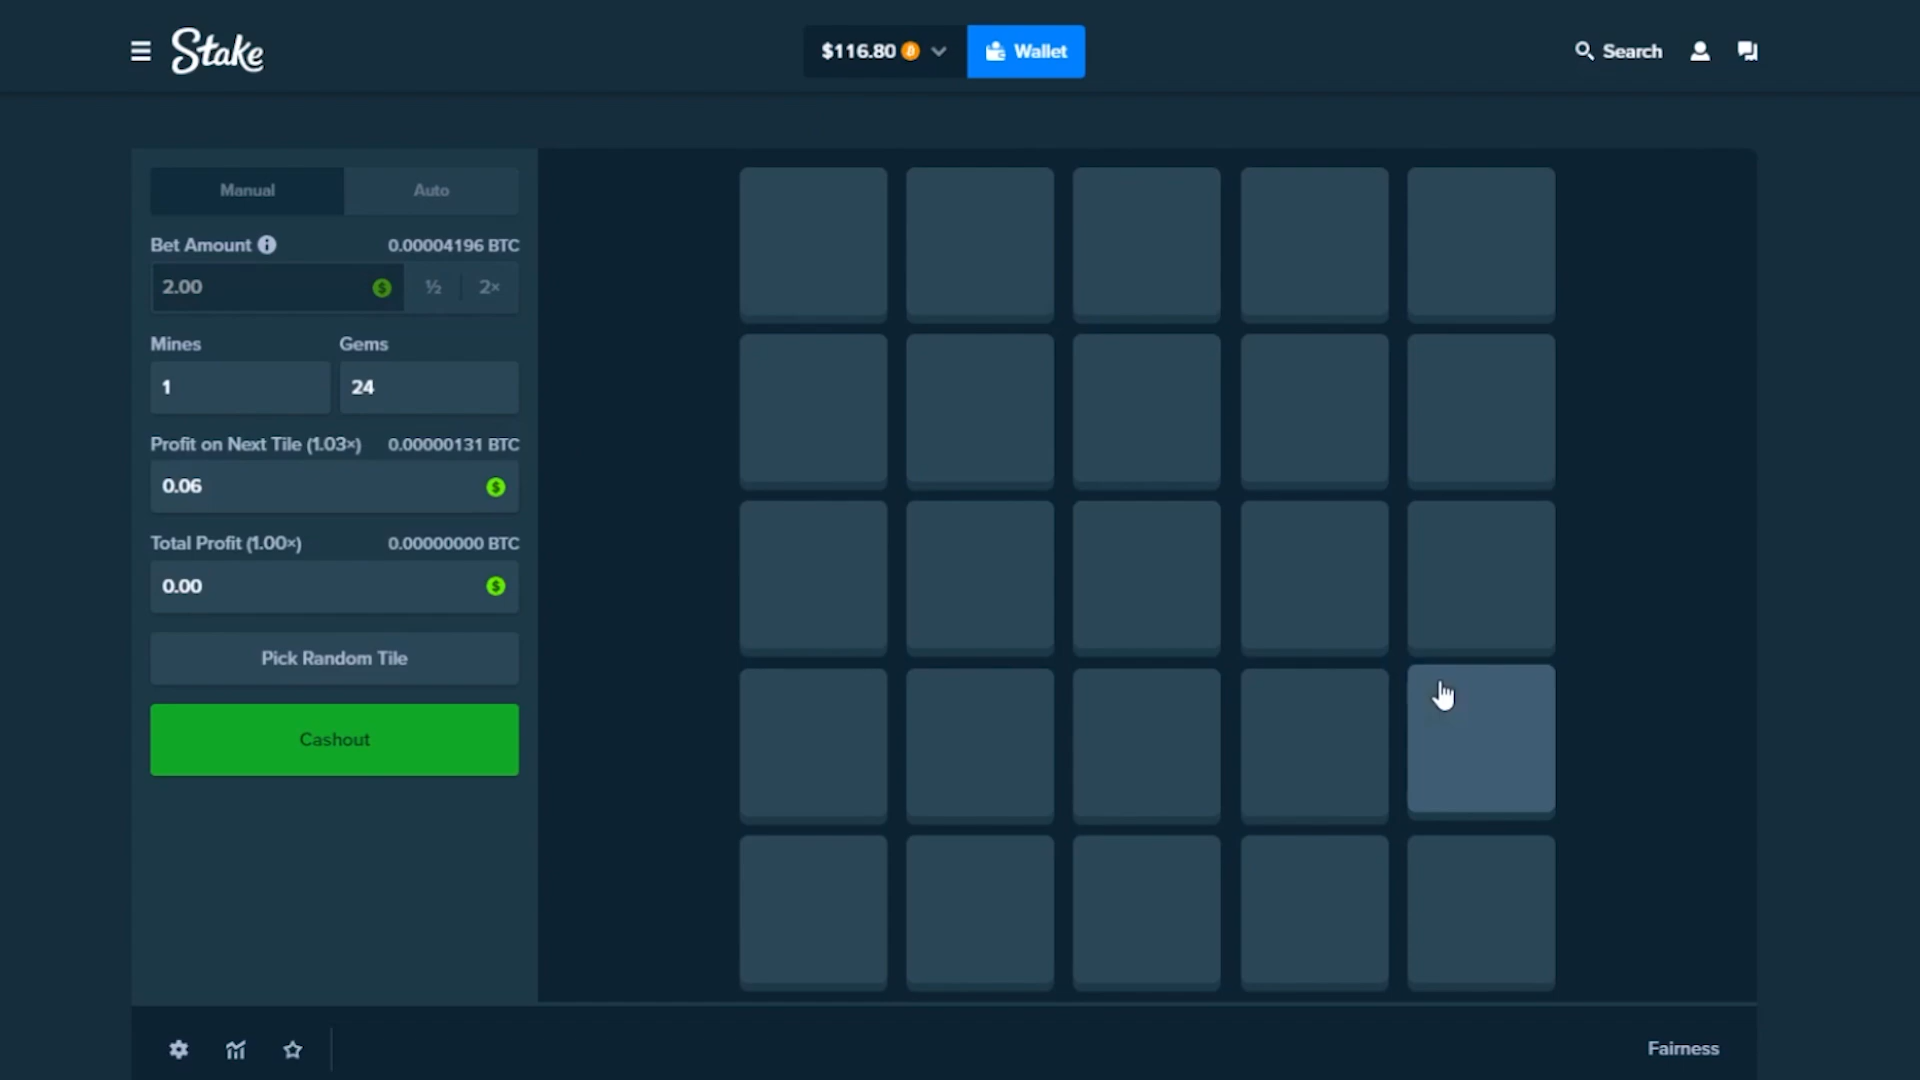 Stake
$116.80
Wallet
Search
Manual
Auto
Bet Amount
0.00004196 BTC
2.00
½
2×
Mines
Gems
1
24
Profit on Next Tile (1.03×)
0.00000131 BTC
0.06
Total Profit (1.00×)
0.00000000 BTC
0.00
Pick Random Tile
Cashout
Fairness